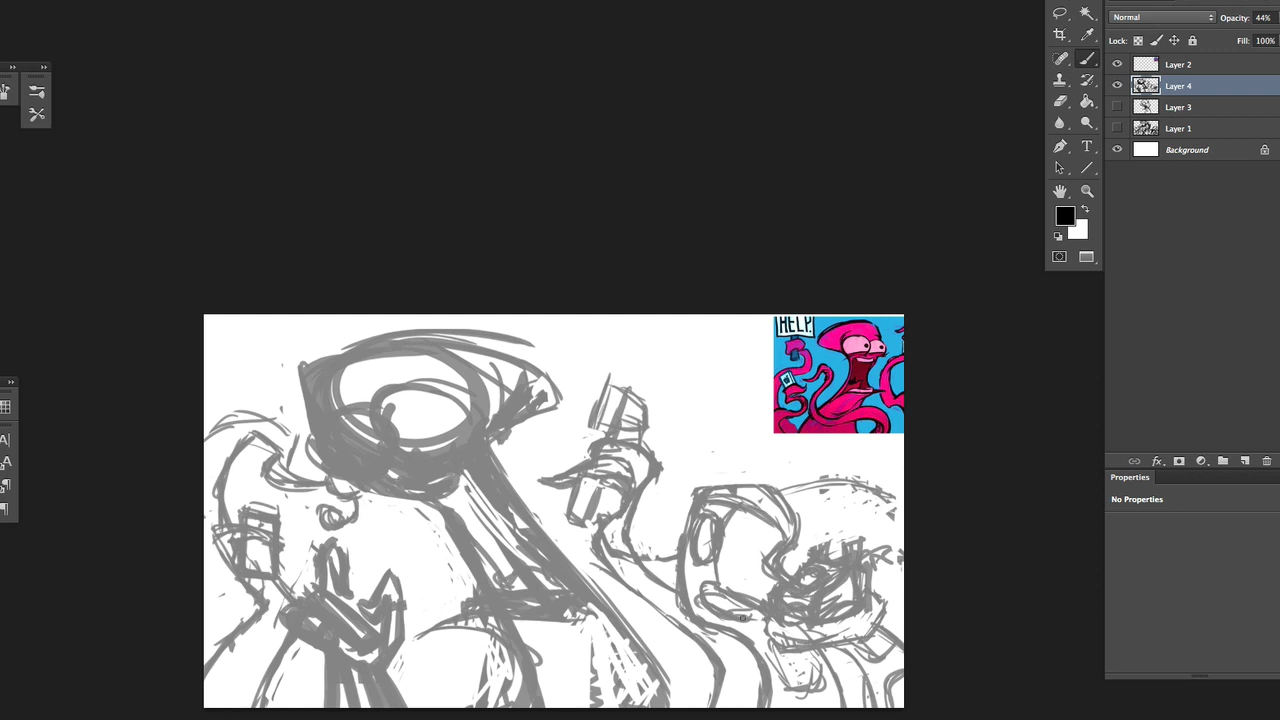 Normal
Opacity: 44%
Lock:
Fill: 100%
Layer 2
Layer 4
Layer 3
Layer 1
Background
HELP.
fx
Properties
No Properties